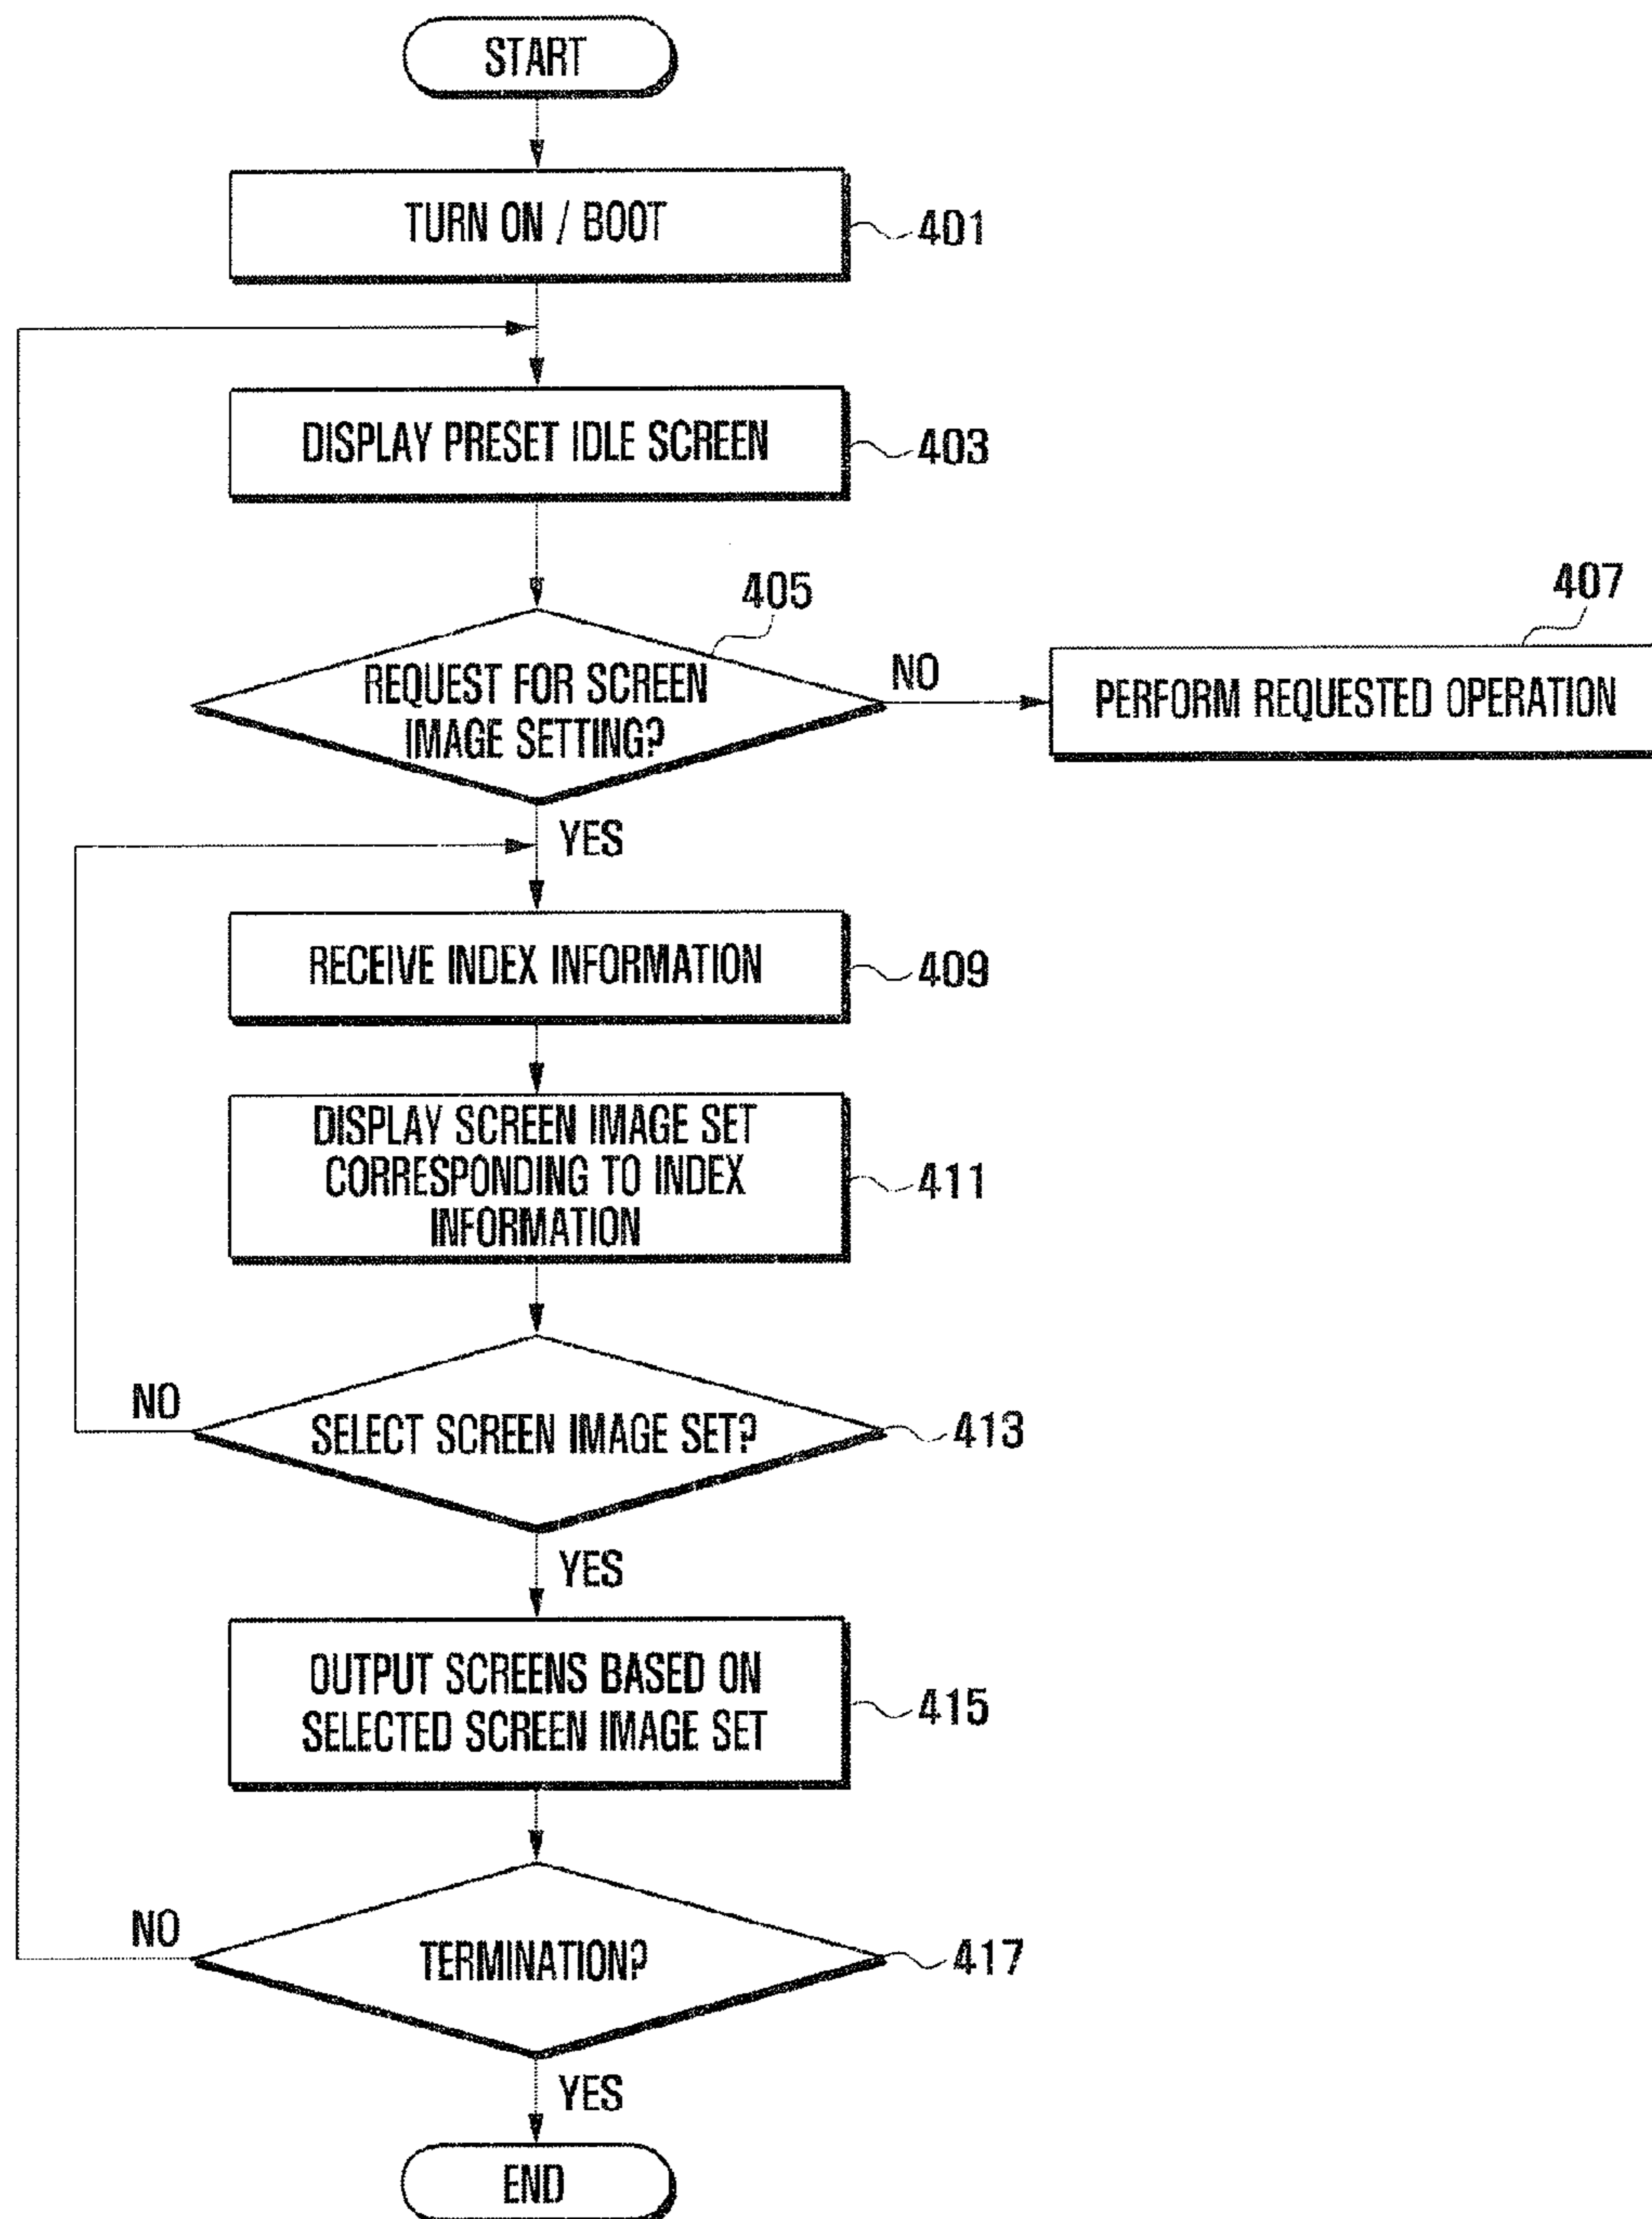 START
TURN ON / BOOT
401
DISPLAY PRESET IDLE SCREEN
403
405
407
REQUEST FOR SCREEN
IMAGE SETTING?
NO
PERFORM REQUESTED OPERATION
YES
RECEIVE INDEX INFORMATION
409
DISPLAY SCREEN IMAGE SET
CORRESPONDING TO INDEX
INFORMATION
411
NO
SELECT SCREEN IMAGE SET?
413
YES
OUTPUT SCREENS BASED ON
SELECTED SCREEN IMAGE SET
415
NO
TERMINATION?
417
YES
END